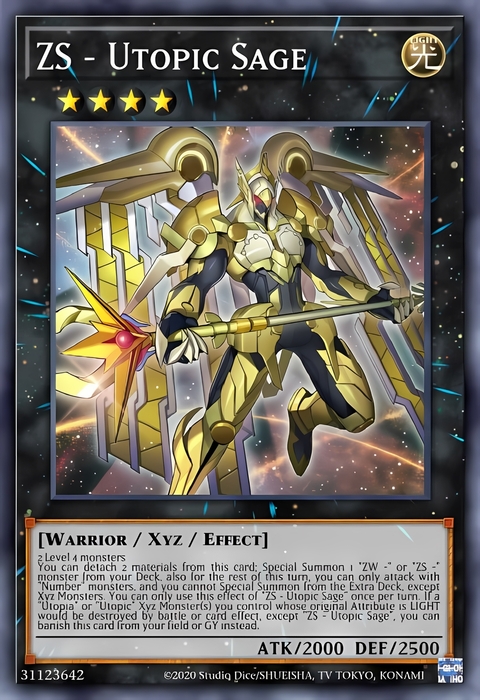 ZS - Utopic Sage
LIGHT
光
[Warrior / Xyz / Effect]
2 Level 4 monsters
You can detach 2 materials from this card; Special Summon 1 "ZW -" or "ZS -"
monster from your Deck, also for the rest of this turn, you can only attack with
"Number" monsters, and you cannot Special Summon from the Extra Deck, except
Xyz Monsters. You can only use this effect of "ZS - Utopic Sage" once per turn. If a
"Utopia" or "Utopic" Xyz Monster(s) you control whose original Attribute is LIGHT
would be destroyed by battle or card effect, except "ZS - Utopic Sage", you can
banish this card from your field or GY instead.
ATK/2000 DEF/2500
31123642
©2020 Studio Dice/SHUEISHA, TV TOKYO, KONAMI